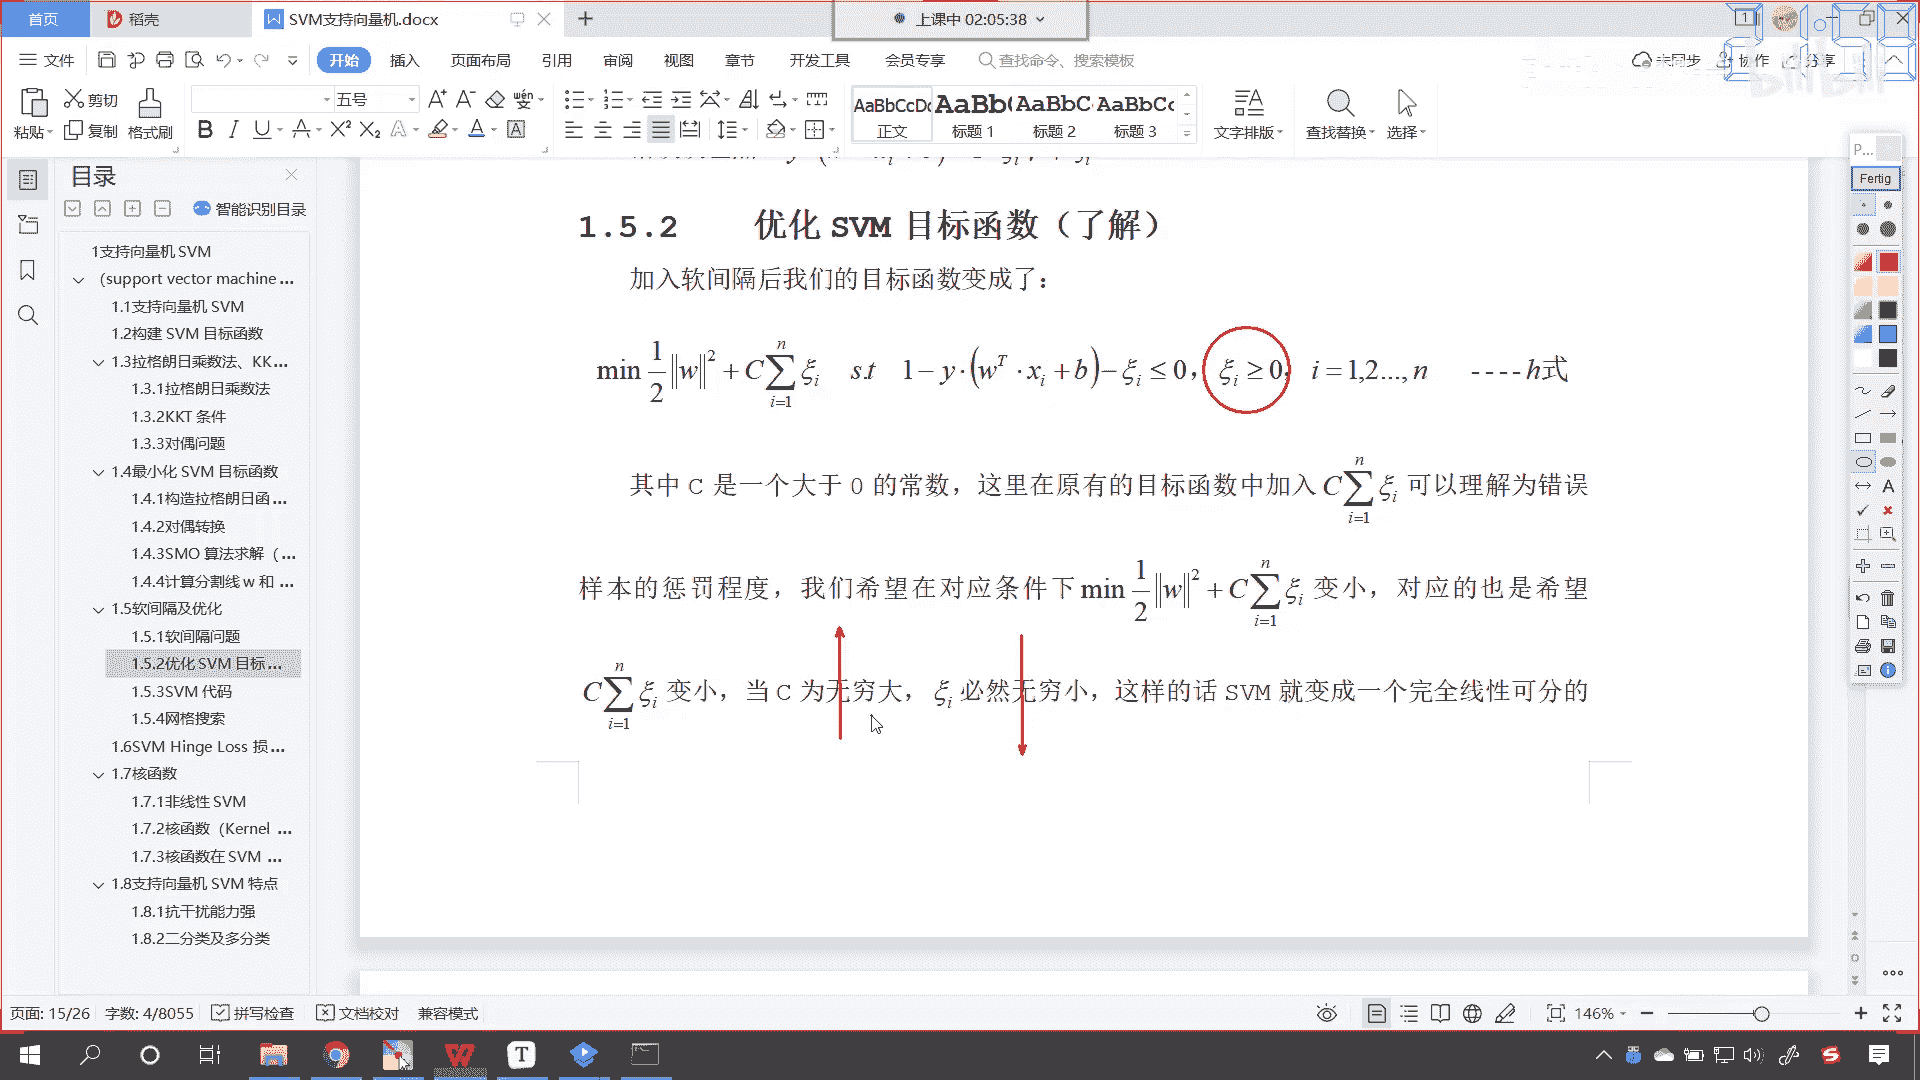 首页
稻壳
SVM支持向量机.docx
上课中 02:05:38
文件
开始 插入 页面布局 引用 审阅 视图 章节 开发工具 会员专享 查找命令、搜索模板
未同步 协作 分享
粘贴 剪切 复制 格式刷
五号
AaBbCcDd 正文
AaBb( 标题 1
AaBbC 标题 2
AaBbCc 标题 3
文字排版 查找替换 选择
目录
智能识别目录
1支持向量机 SVM
（support vector machine ...
1.1支持向量机 SVM
1.2构建 SVM 目标函数
1.3拉格朗日乘数法、KK...
1.3.1拉格朗日乘数法
1.3.2KKT 条件
1.3.3对偶问题
1.4最小化 SVM 目标函数
1.4.1构造拉格朗日函 ...
1.4.2对偶转换
1.4.3SMO 算法求解（ ...
1.4.4计算分割线 w 和 ...
1.5软间隔及优化
1.5.1软间隔问题
1.5.2优化 SVM 目标 ...
1.5.3SVM 代码
1.5.4网格搜索
1.6SVM Hinge Loss 损 ...
1.7核函数
1.7.1非线性 SVM
1.7.2核函数（Kernel ...
1.7.3核函数在 SVM ...
1.8支持向量机 SVM 特点
1.8.1抗干扰能力强
1.8.2二分类及多分类
1.5.2 优化 SVM 目标函数（了解）
加入软间隔后我们的目标函数变成了：
min 1/2 ||w||² + C∑_{i=1}^{n} ξ_i s.t 1 − y·(w^T·x_i + b) − ξ_i ≤ 0， ξ_i ≥ 0， i = 1,2...,n ----h式
其中 C 是一个大于 0 的常数，这里在原有的目标函数中加入 C∑_{i=1}^{n} ξ_i 可以理解为错误
样本的惩罚程度，我们希望在对应条件下 min 1/2 ||w||² + C∑_{i=1}^{n} ξ_i 变小，对应的也是希望
C∑_{i=1}^{n} ξ_i 变小，当 C 为无穷大， ξ_i 必然无穷小，这样的话 SVM 就变成一个完全线性可分的
P...
Fertig
页面: 15/26 字数: 4/8055 拼写检查 文档校对 兼容模式
146%